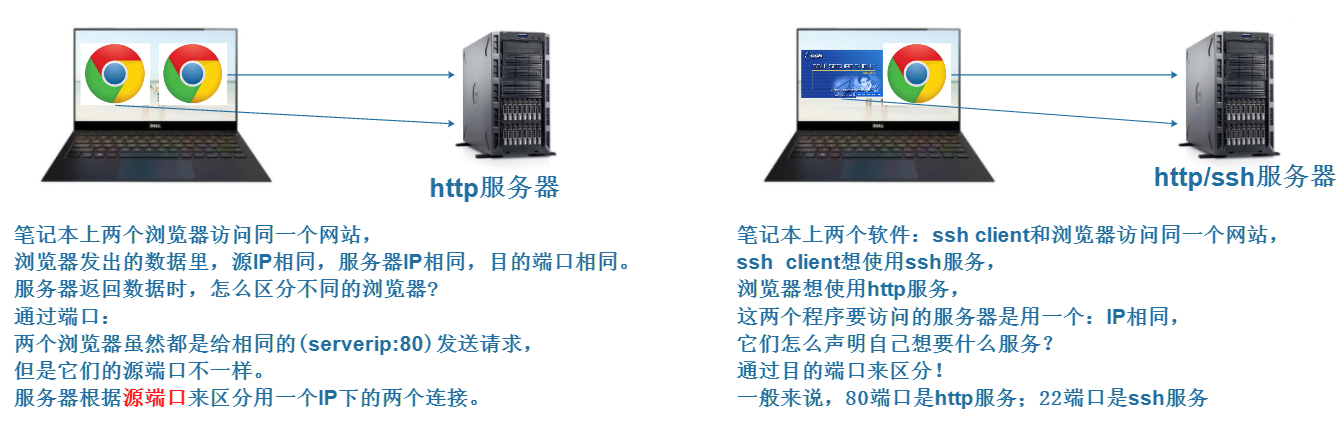 http服务器
笔记本上两个浏览器访问同一个网站，
浏览器发出的数据里，源IP相同，服务器IP相同，目的端口相同。
服务器返回数据时，怎么区分不同的浏览器?
通过端口：
两个浏览器虽然都是给相同的(serverip:80)发送请求，
但是它们的源端口不一样。
服务器根据源端口来区分用一个IP下的两个连接。
SSH SECURE SHELL
http/ssh服务器
笔记本上两个软件：ssh client和浏览器访问同一个网站，
ssh client想使用ssh服务，
浏览器想使用http服务，
这两个程序要访问的服务器是用一个：IP相同，
它们怎么声明自己想要什么服务？
通过目的端口来区分！
一般来说，80端口是http服务；22端口是ssh服务